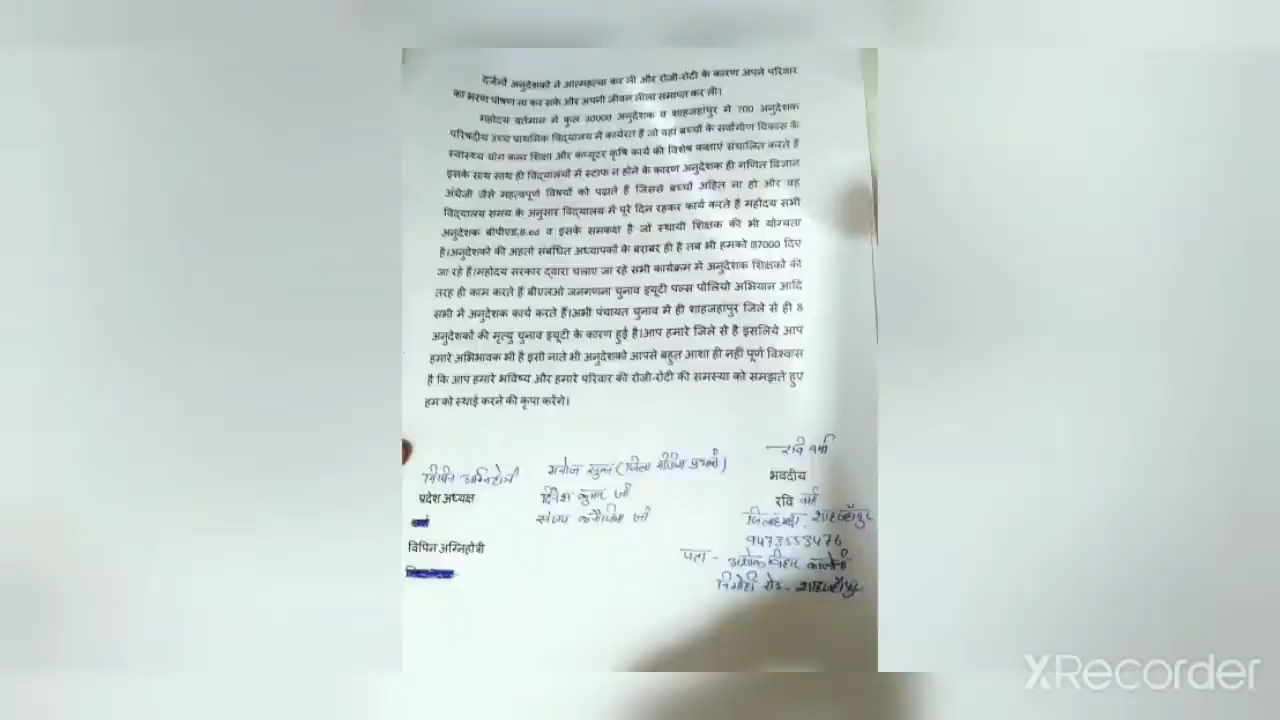 दर्जनों अनुदेशको ने आत्महत्या कर ली और रोजी-रोटी के कारण अपने परिवार
का भरण पोषण ना कर सके और अपनी जीवन लीला समाप्त कर ली।
महोदय वर्तमान में कुल 30000 अनुदेशक व शाहजहांपुर में 700 अनुदेशक
परिषदीय उच्च प्राथमिक विद्यालय में कार्यरत है जो वहां बच्चों के सर्वांगीण विकास के
स्वास्थ्य योग कला शिक्षा और कंप्यूटर कृषि कार्य की विशेष कक्षाएं संचालित करते हैं
इसके साथ साथ ही विद्यालयों में स्टाफ न होने के कारण अनुदेशक ही गणित विज्ञान
अंग्रेजी जैसे महत्वपूर्ण विषयों को पढ़ाते हैं जिससे बच्चों अहित ना हो और वह
विद्यालय समय के अनुसार विद्यालय में पूरे दिन रहकर कार्य करते हैं महोदय सभी
अनुदेशक बीपीएड,B.ed व इसके समकक्ष है जो स्थायी शिक्षक की भी योग्यता
है।अनुदेशकों की अहर्ता संबंधित अध्यापकों के बराबर ही है तब भी हमको 7000 दिए
जा रहे हैं।महोदय सरकार द्वारा चलाए जा रहे सभी कार्यक्रम में अनुदेशक शिक्षकों की
तरह ही काम करते हैं बीएलओ जनगणना चुनाव ड्यूटी पल्स पोलियो अभियान आदि
सभी में अनुदेशक कार्य करते हैं।अभी पंचायत चुनाव में ही शाहजहांपुर जिले से ही 8
अनुदेशकों की मृत्यु चुनाव ड्यूटी के कारण हुई है।आप हमारे जिले से है इसलिये आप
हमारे अभिभावक भी है इसी नाते भी अनुदेशको आपसे बहुत आशा ही नहीं पूर्ण विश्वास
है कि आप हमारे भविष्य और हमारे परिवार की रोजी-रोटी की समस्या को समझते हुए
हम को स्थाई करने की कृपा करेंगे।
रवि वर्मा
विपिन अग्निहोत्री (जिला मीडिया प्रभारी)
भवदीय
प्रदेश अध्यक्ष दिनेश कुमार जी रवि वर्मा
संजय कनौजिया जी शाहजहाँपुर
9473553476
विपिन अग्निहोत्री
पता - अशोक विहार कालोनी
निगोही रोड - शाहजहाँपुर
XRecorder